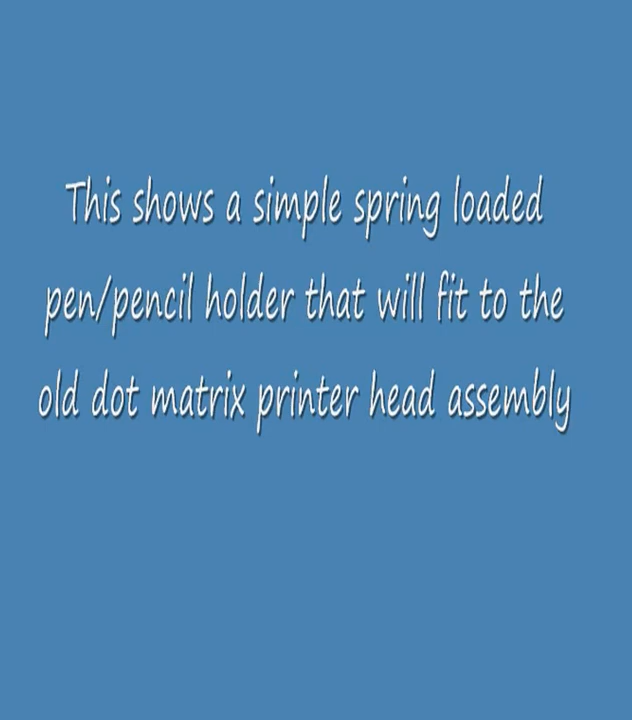 This shows a simple spring loaded
pen/pencil holder that will fit to the
old dot matrix printer head assembly